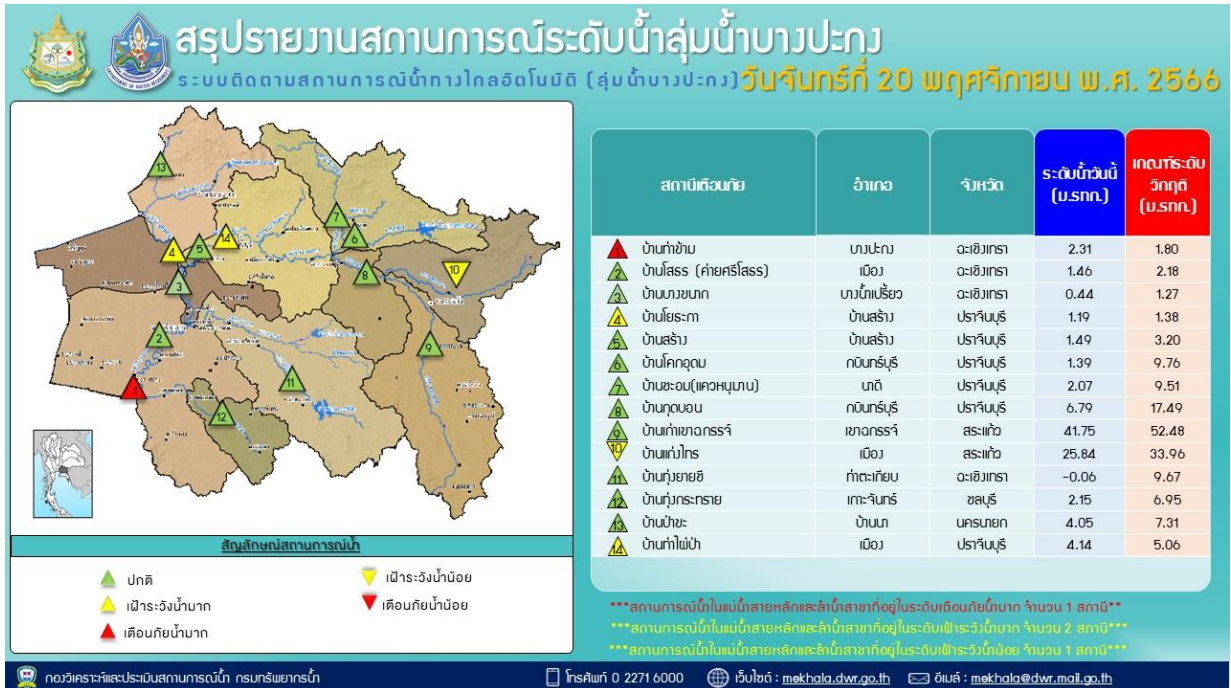 สรุปรายงานสถานการณ์ระดับน้ำลุ่มน้ำบางปะกง
ระบบติดตามสถานการณ์น้ำทางไกลอัตโนมัติ (ลุ่มน้ำบางปะกง) วันจันทร์ที่ 20 พฤศจิกายน พ.ศ. 2566
13
4
5
14
7
6
8
10
3
2
9
11
1
12
สัญลักษณ์สถานการณ์น้ำ
ปกติ
เฝ้าระวังน้ำน้อย
เฝ้าระวังน้ำมาก
เตือนภัยน้ำน้อย
เตือนภัยน้ำมาก
สถานีเตือนภัย อำเภอ จังหวัด ระดับน้ำวันนี้ (ม.รทก.) เกณฑ์ระดับวิกฤติ (ม.รทก.)
1 บ้านท่าข้าม บางปะกง ฉะเชิงเทรา 2.31 1.80
2 บ้านโสธร (ค่ายศรีโสธร) เมือง ฉะเชิงเทรา 1.46 2.18
3 บ้านบางขนาก บางน้ำเปรี้ยว ฉะเชิงเทรา 0.44 1.27
4 บ้านโยธะกา บ้านสร้าง ปราจีนบุรี 1.19 1.38
5 บ้านสร้าง บ้านสร้าง ปราจีนบุรี 1.49 3.20
6 บ้านโคกอุดม กบินทร์บุรี ปราจีนบุรี 1.39 9.76
7 บ้านชะอม(แควหนุมาน) นาดี ปราจีนบุรี 2.07 9.51
8 บ้านกุดบอน กบินทร์บุรี ปราจีนบุรี 6.79 17.49
9 บ้านเก่าเขาฉกรรจ์ เขาฉกรรจ์ สระแก้ว 41.75 52.48
10 บ้านแก่งไทร เมือง สระแก้ว 25.84 33.96
11 บ้านทุ่งยายชี ท่าตะเกียบ ฉะเชิงเทรา -0.06 9.67
12 บ้านทุ่งกระทราย เกาะจันทร์ ชลบุรี 2.15 6.95
13 บ้านป่าขะ บ้านนา นครนายก 4.05 7.31
14 บ้านท่าไผ่ป่า เมือง ปราจีนบุรี 4.14 5.06
***สถานการณ์น้ำในแม่น้ำสายหลักและลำน้ำสาขาที่อยู่ในระดับเตือนภัยน้ำมาก จำนวน 1 สถานี**
***สถานการณ์น้ำในแม่น้ำสายหลักและลำน้ำสาขาที่อยู่ในระดับเฝ้าระวังน้ำมาก จำนวน 2 สถานี***
***สถานการณ์น้ำในแม่น้ำสายหลักและลำน้ำสาขาที่อยู่ในระดับเฝ้าระวังน้ำน้อย จำนวน 1 สถานี***
กองวิเคราะห์และประเมินสถานการณ์น้ำ กรมทรัพยากรน้ำ โทรศัพท์ 0 2271 6000 เว็บไซต์ : mekhala.dwr.go.th อีเมล์ : mekhala@dwr.mail.go.th